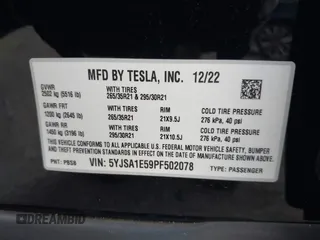 MFD BY TESLA, INC. 12/22
GVWR
2502 kg (5516 lb)
WITH TIRES
265/35R21 & 295/30R21
GAWR FRT
1200 kg (2645 lb)
WITH TIRES
265/35R21
RIM
21X9.5J
COLD TIRE PRESSURE
276 kPa, 40 psi
GAWR RR
1450 kg (3196 lb)
WITH TIRES
295/30R21
RIM
21X10.5J
COLD TIRE PRESSURE
276 kPa, 40 psi
THIS VEHICLE CONFORMS TO ALL APPLICABLE FEDERAL MOTOR VEHICLE SAFETY, BUMPER,
AND THEFT PREVENTION STANDARDS IN EFFECT ON THE DATE OF MANUFACTURE SHOWN ABOVE.
PNT: PBSB
VIN: 5YJSA1E59PF502078
TYPE: PASSENGER
DREAMBID